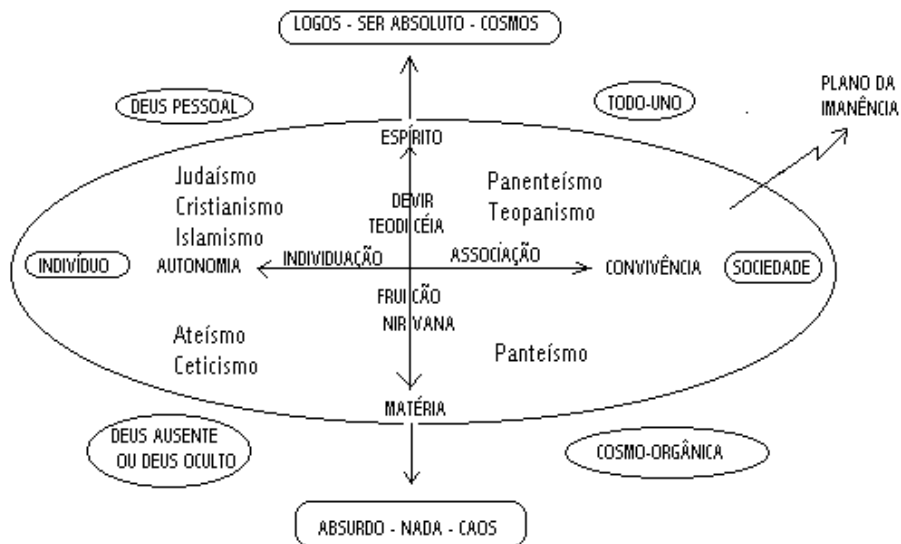 LOGOS - SER ABSOLUTO - COSMOS
DEUS PESSOAL
TODO-UNO
PLANO DA
IMANÊNCIA
ESPÍRITO
Judaísmo
Cristianismo
Islamismo
DEVIR
TEODICÉIA
Panenteísmo
Teopanismo
INDIVÍDUO
AUTONOMIA
INDIVIDUAÇÃO
ASSOCIAÇÃO
CONVIVÊNCIA
SOCIEDADE
FRUICÃO
NIRVANA
Ateísmo
Ceticismo
Panteísmo
MATÉRIA
DEUS AUSENTE
OU DEUS OCULTO
COSMO-ORGÂNICA
ABSURDO - NADA - CAOS